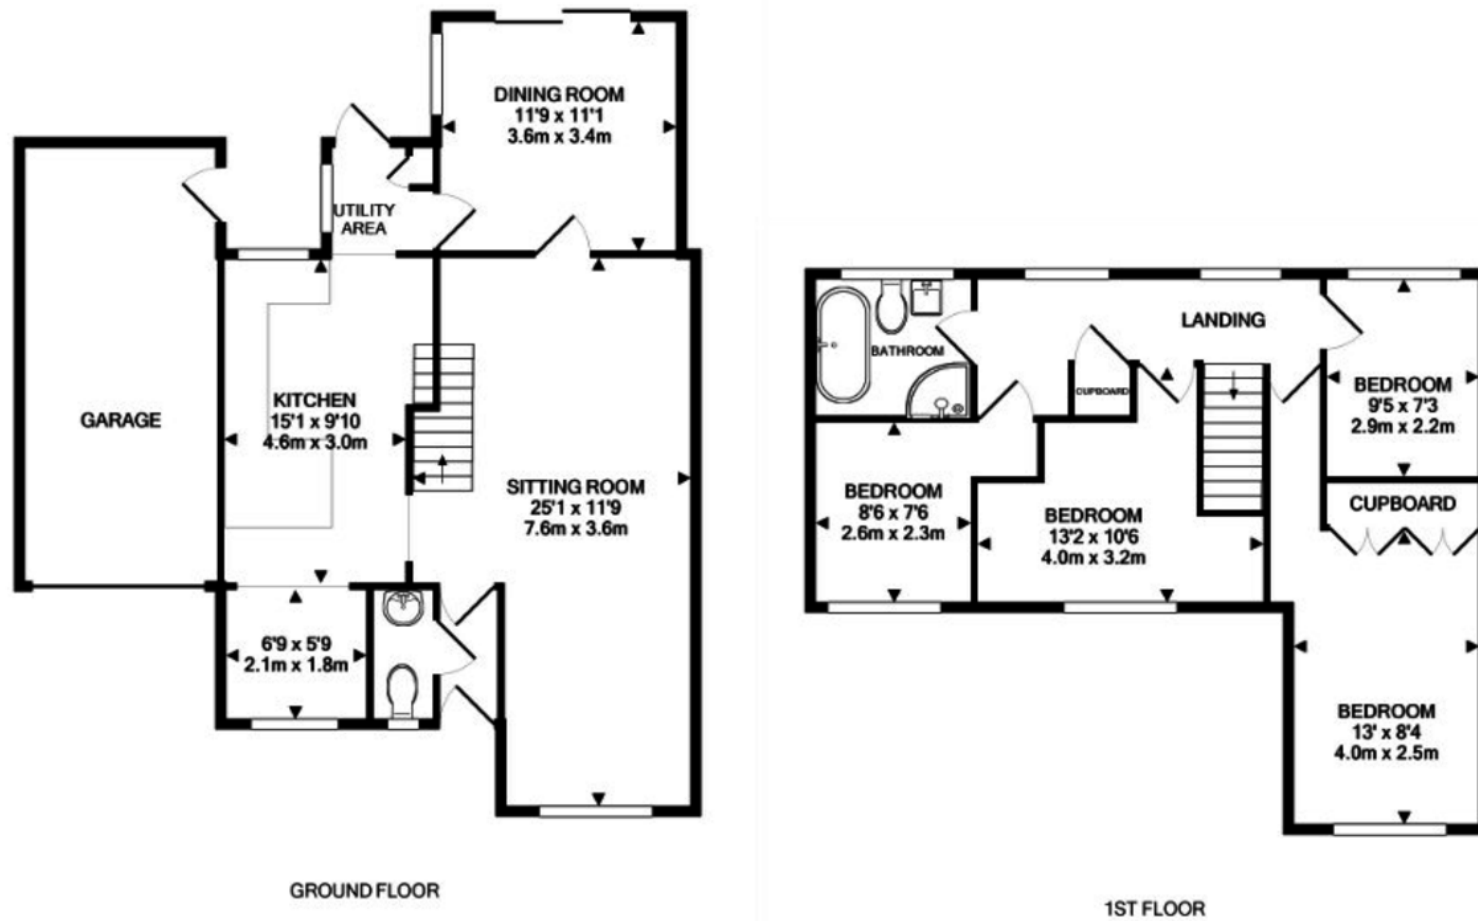 DINING ROOM
11'9 x 11'1
3.6m x 3.4m
UTILITY
AREA
GARAGE
KITCHEN
15'1 x 9'10
4.6m x 3.0m
SITTING ROOM
25'1 x 11'9
7.6m x 3.6m
6'9 x 5'9
2.1m x 1.8m
GROUND FLOOR
BATHROOM
LANDING
CUPBOARD
BEDROOM
9'5 x 7'3
2.9m x 2.2m
BEDROOM
8'6 x 7'6
2.6m x 2.3m
BEDROOM
13'2 x 10'6
4.0m x 3.2m
CUPBOARD
BEDROOM
13' x 8'4
4.0m x 2.5m
1ST FLOOR